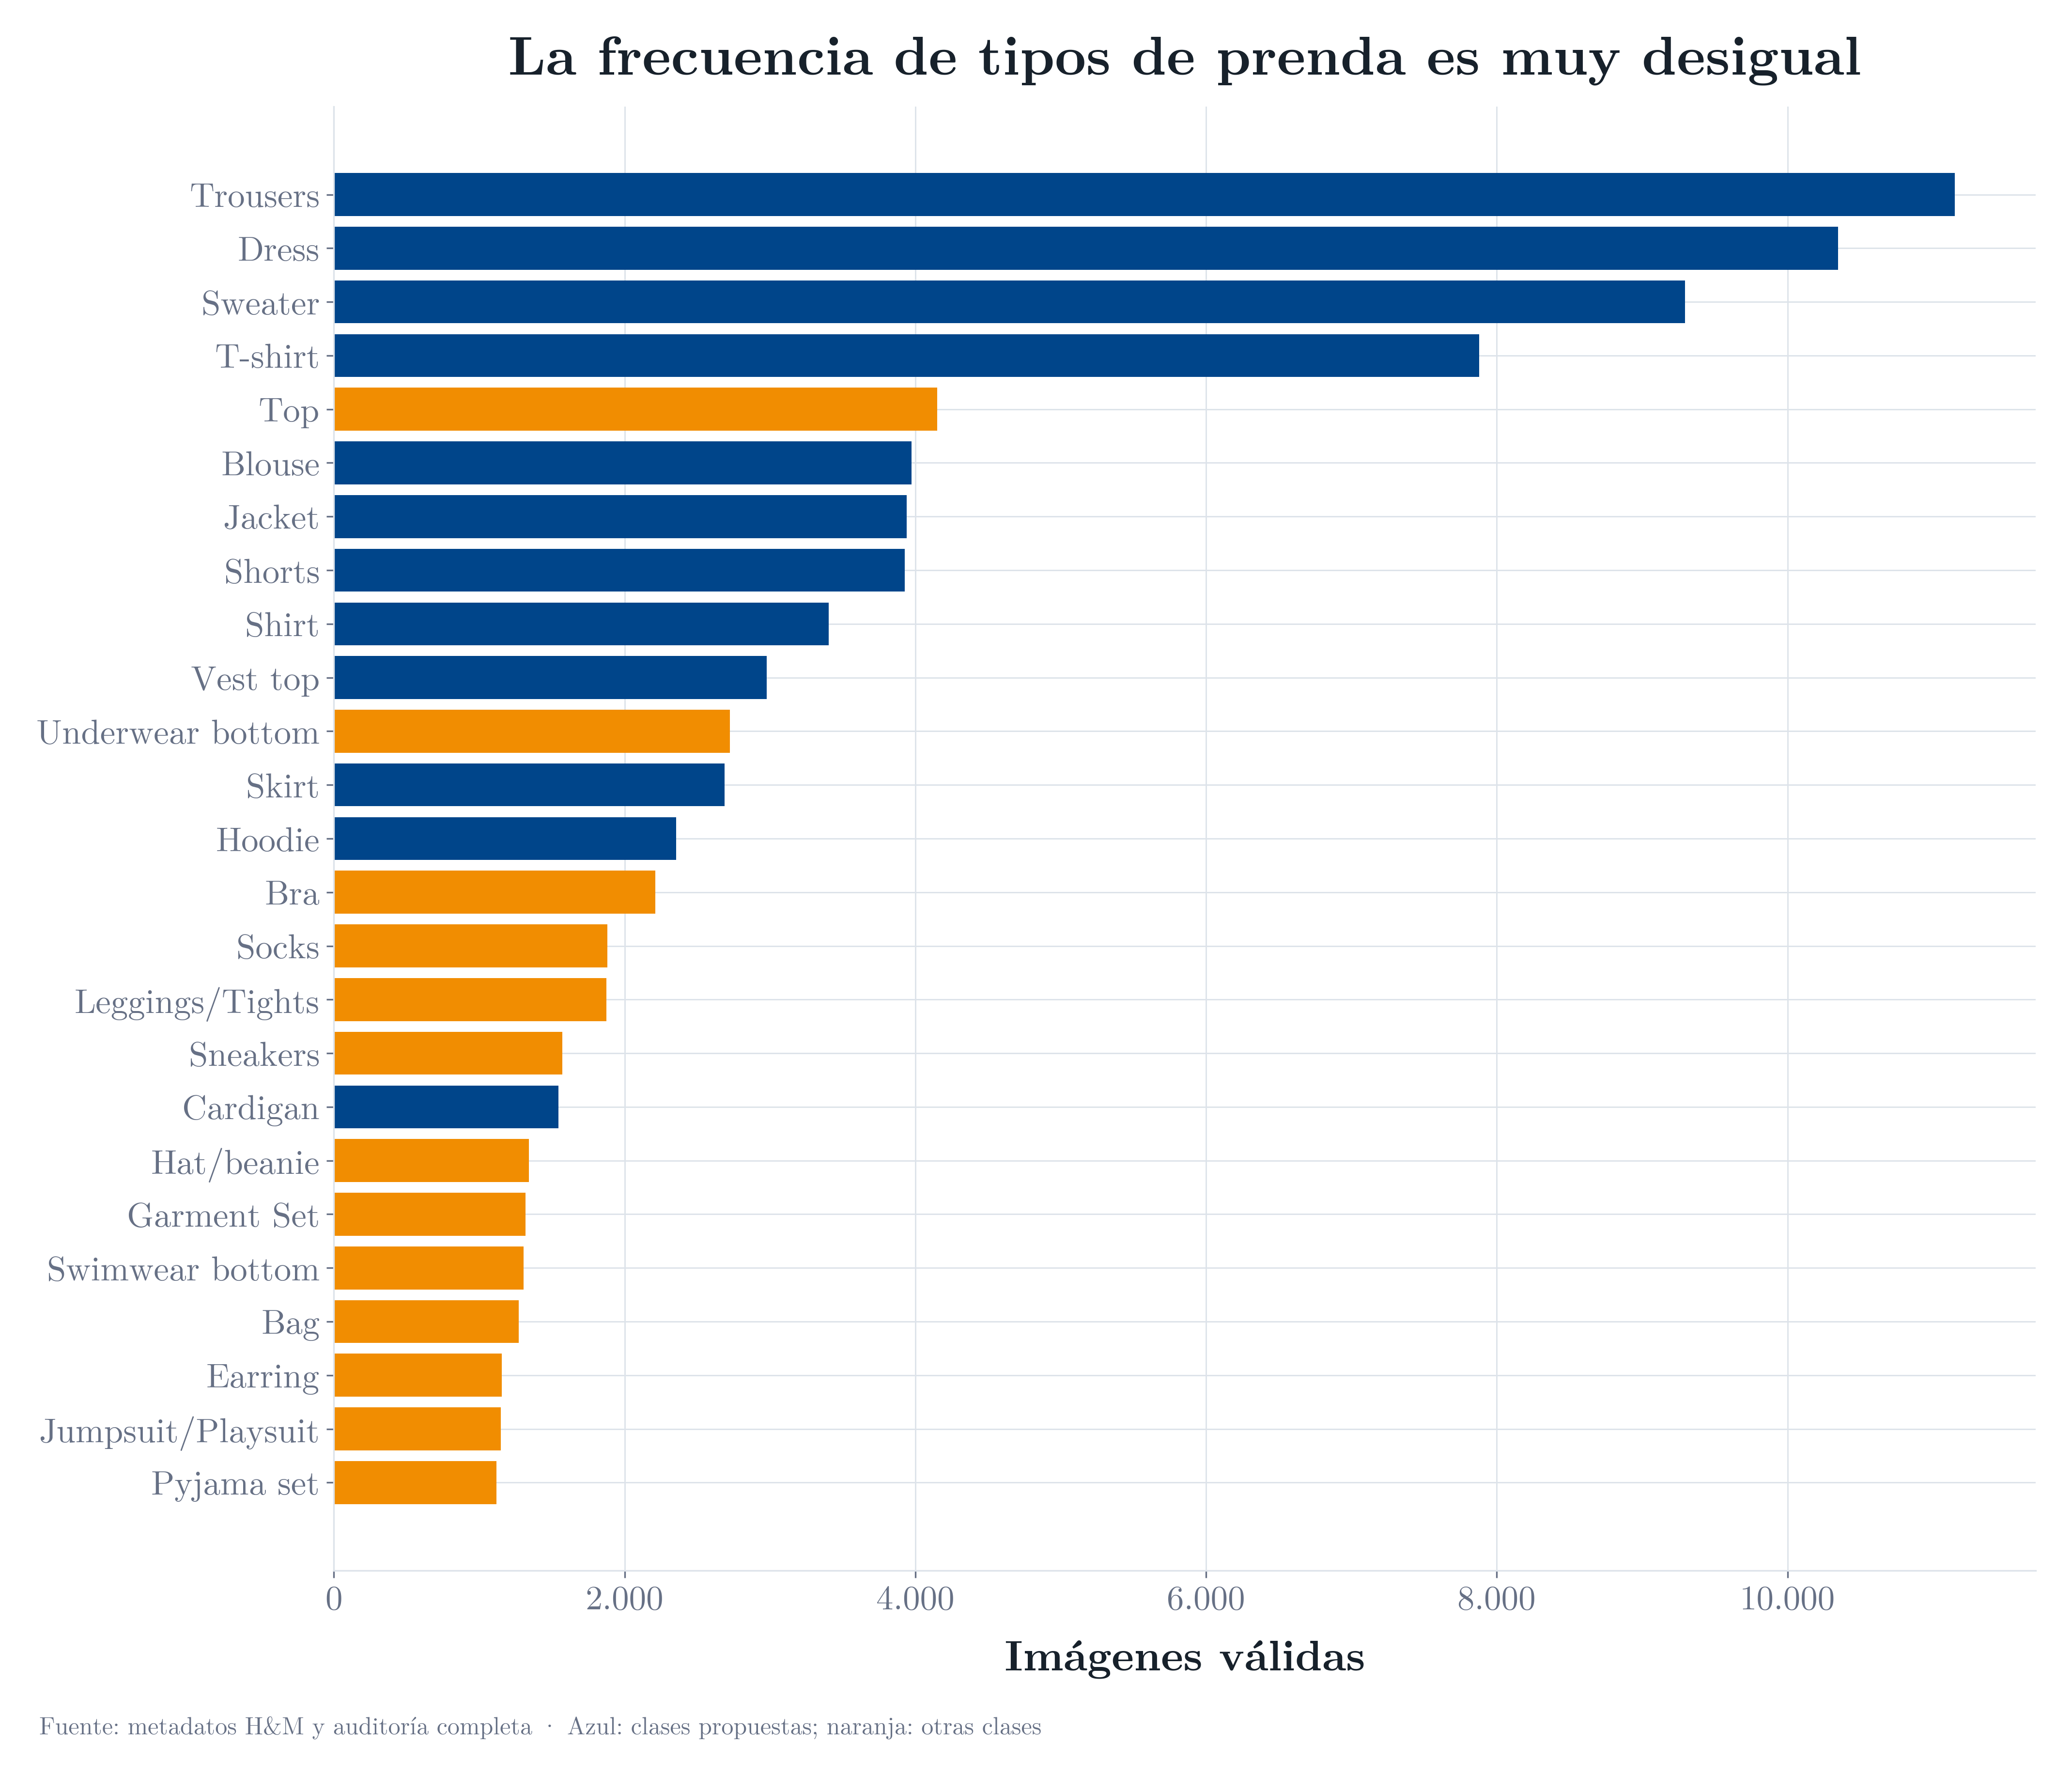 La frecuencia de tipos de prenda es muy desigual
Trousers
Dress
Sweater
T-shirt
Top
Blouse
Jacket
Shorts
Shirt
Vest top
Underwear bottom
Skirt
Hoodie
Bra
Socks
Leggings/Tights
Sneakers
Cardigan
Hat/beanie
Garment Set
Swimwear bottom
Bag
Earring
Jumpsuit/Playsuit
Pyjama set
0 2.000 4.000 6.000 8.000 10.000
Imágenes válidas
Fuente: metadatos H&M y auditoría completa · Azul: clases propuestas; naranja: otras clases